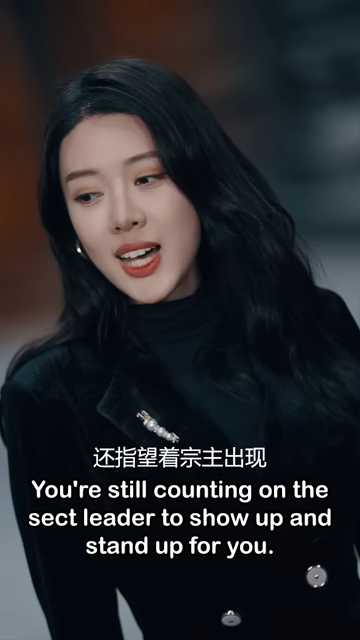 还指望着宗主出现
You're still counting on the
sect leader to show up and
stand up for you.